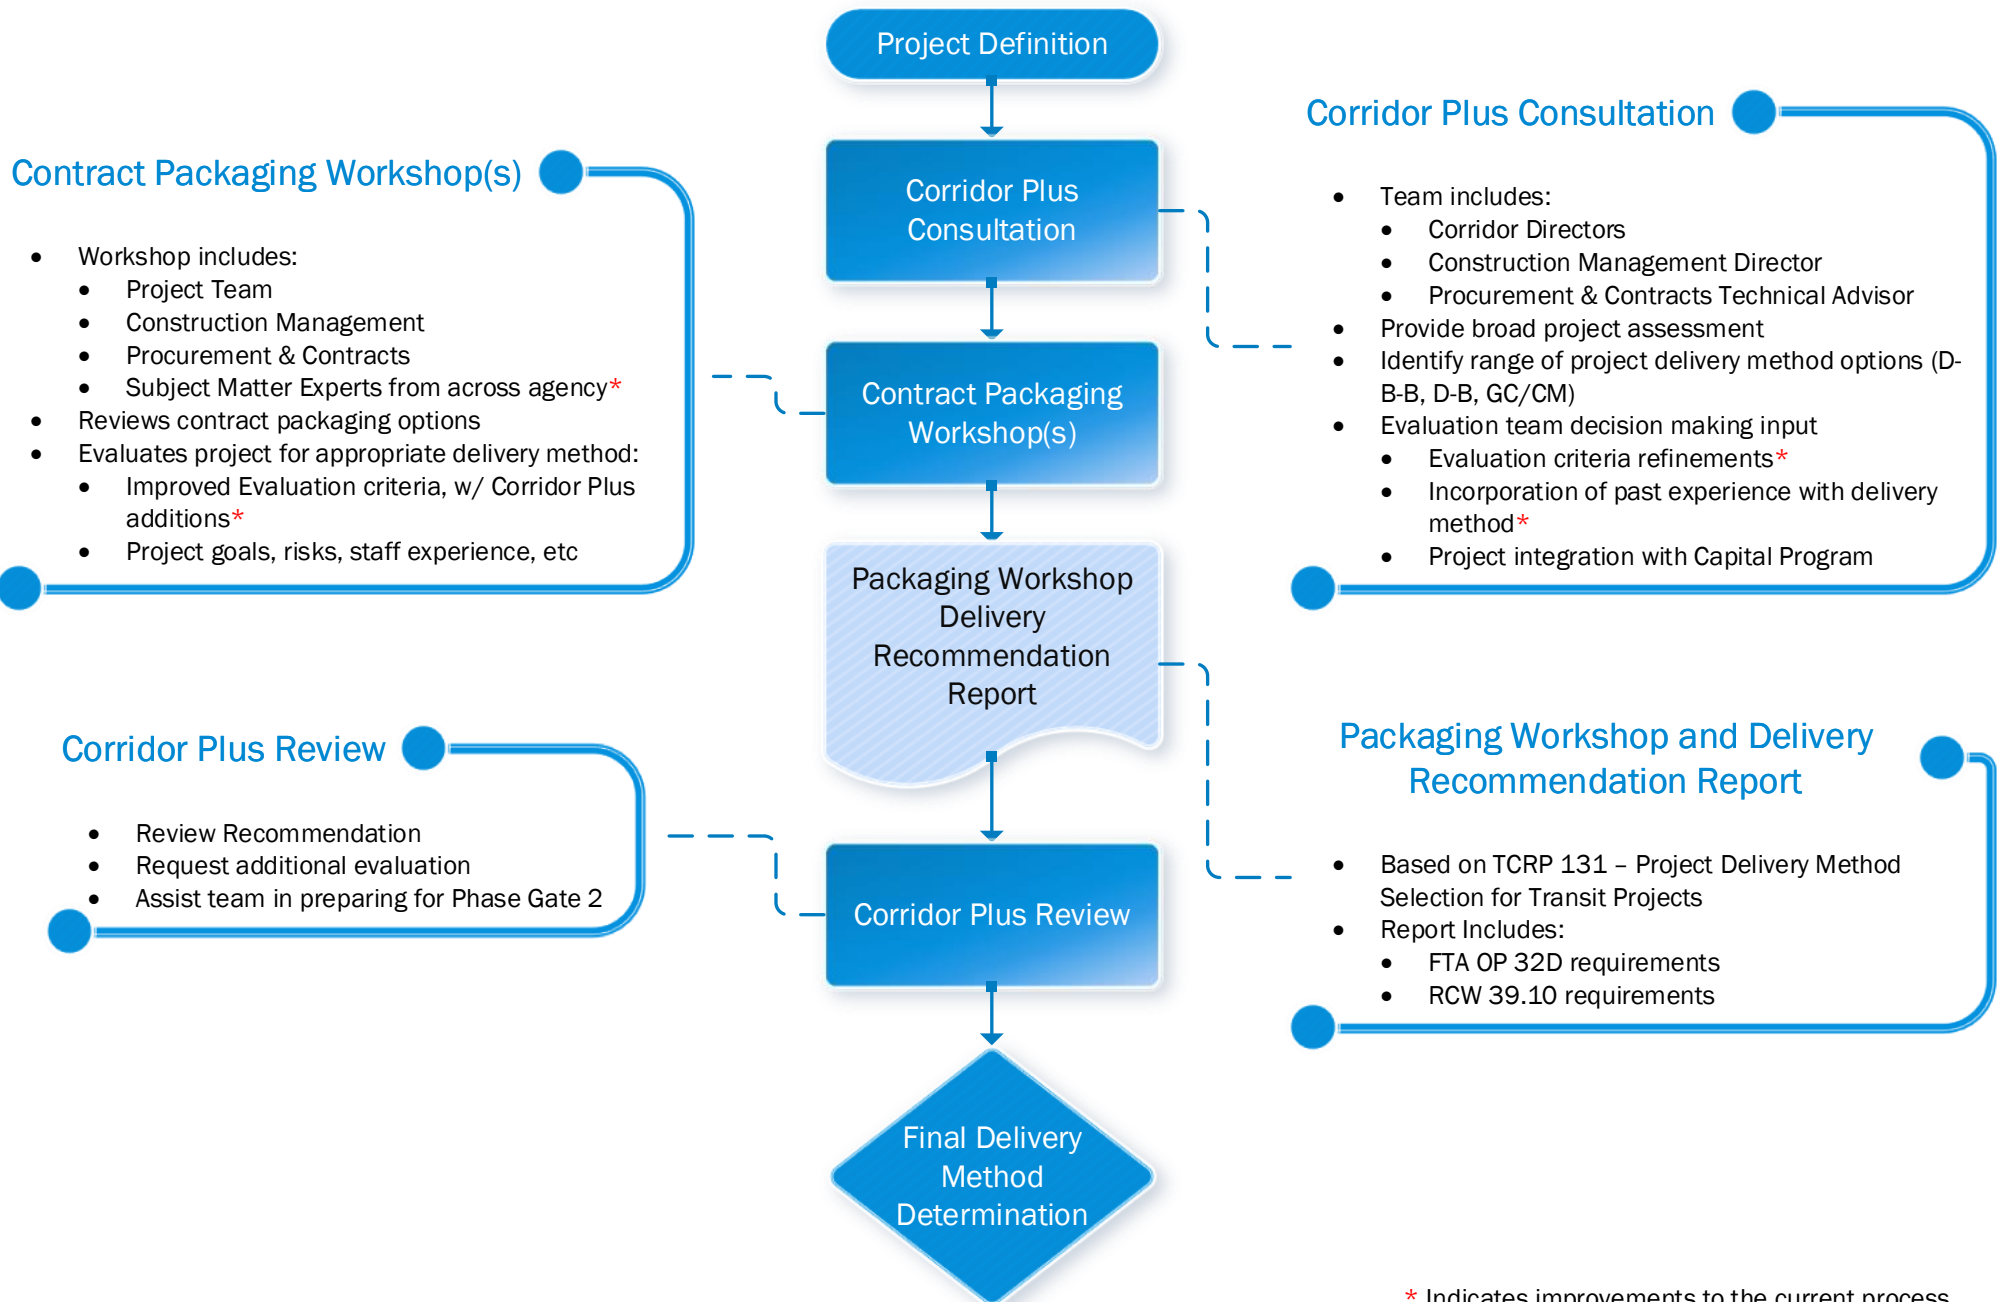 Project Definition
Corridor Plus Consultation
Contract Packaging Workshop(s)
Corridor Plus
Consultation
• Team includes:
• Corridor Directors
• Construction Management Director
• Procurement & Contracts Technical Advisor
• Provide broad project assessment
• Identify range of project delivery method options (D-
B-B, D-B, GC/CM)
• Evaluation team decision making input
• Evaluation criteria refinements*
• Incorporation of past experience with delivery
method*
• Project integration with Capital Program
• Workshop includes:
• Project Team
• Construction Management
• Procurement & Contracts
• Subject Matter Experts from across agency*
• Reviews contract packaging options
• Evaluates project for appropriate delivery method:
• Improved Evaluation criteria, w/ Corridor Plus
additions*
• Project goals, risks, staff experience, etc
Contract Packaging
Workshop(s)
Packaging Workshop
Delivery
Recommendation
Report
Packaging Workshop and Delivery
Recommendation Report
• Based on TCRP 131 – Project Delivery Method
Selection for Transit Projects
• Report Includes:
• FTA OP 32D requirements
• RCW 39.10 requirements
Corridor Plus Review
• Review Recommendation
• Request additional evaluation
• Assist team in preparing for Phase Gate 2
Corridor Plus Review
Final Delivery
Method
Determination
* Indicates improvements to the current process